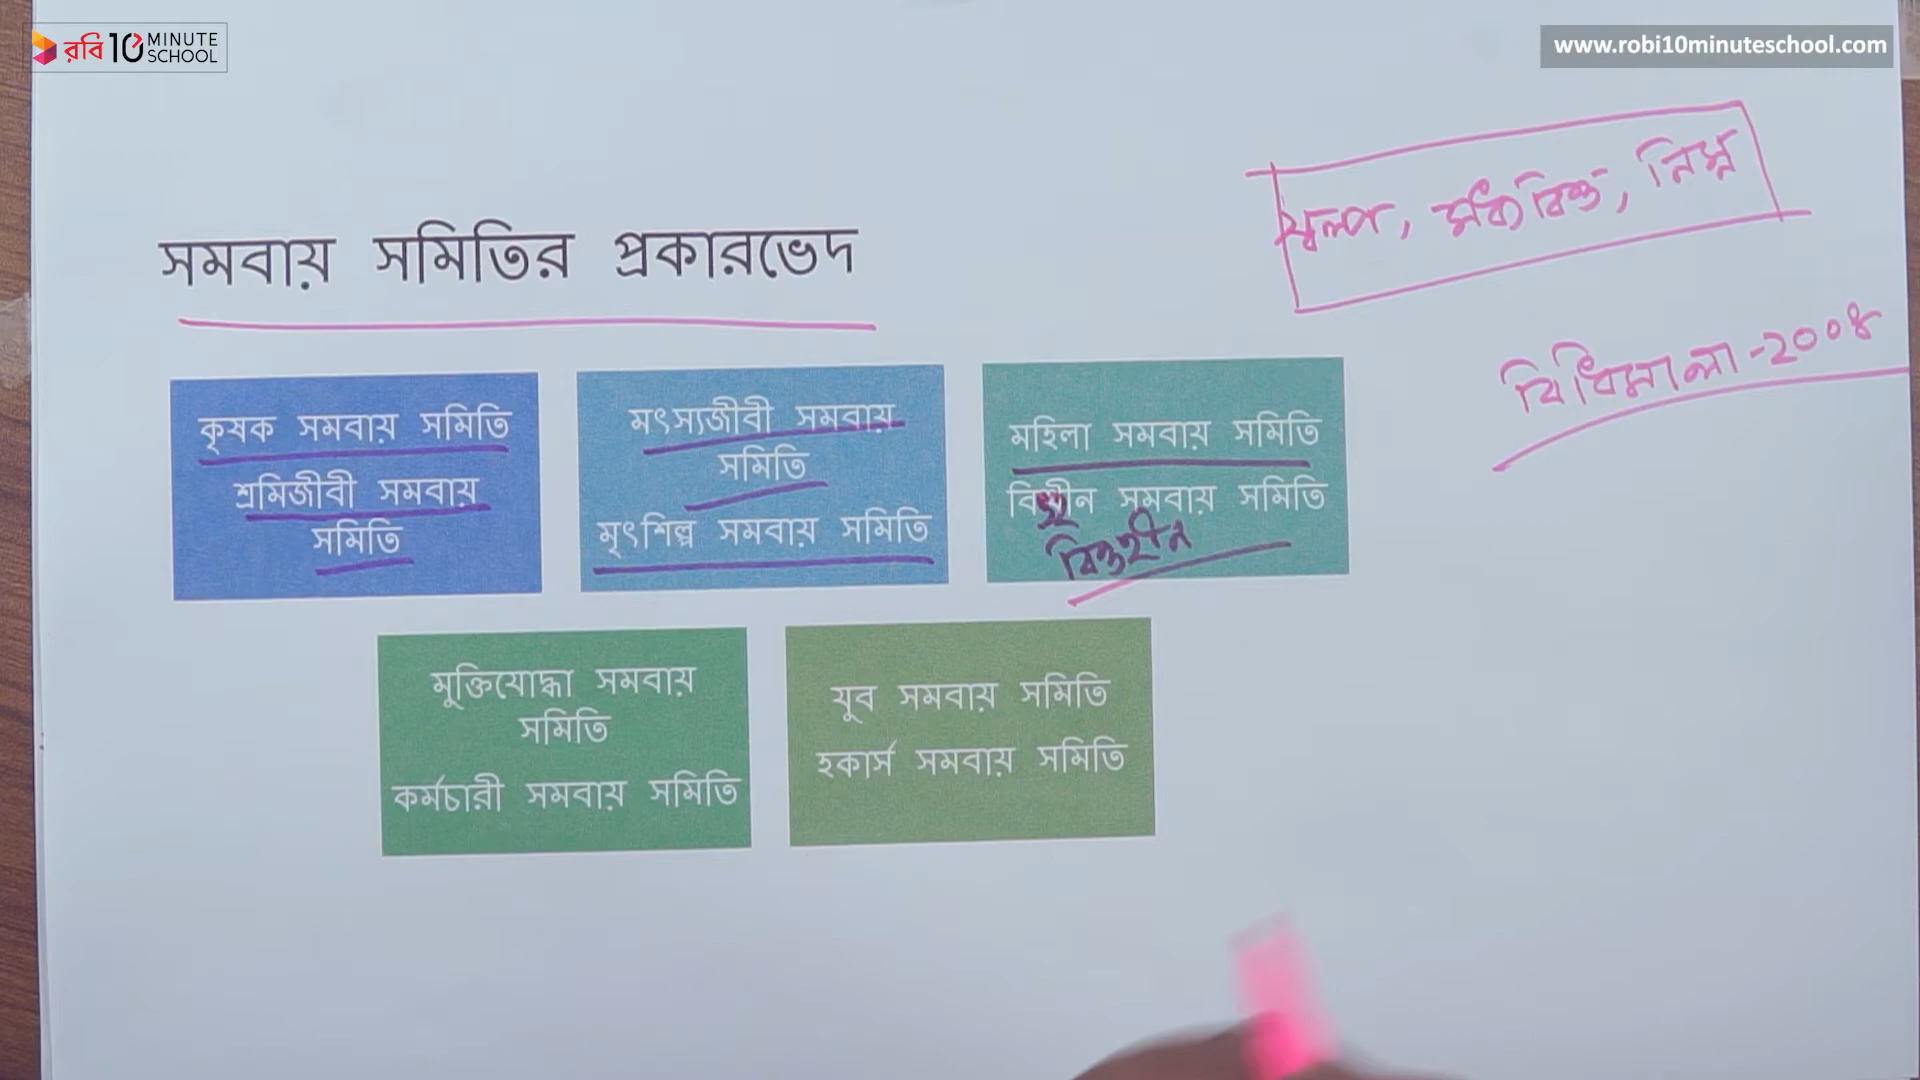 রবি 10 MINUTE SCHOOL
www.robi10minuteschool.com
স্বল্প, মধ্যবিত্ত, নিম্ন
সমবায় সমিতির প্রকারভেদ
বিধিমালা-২০০৪
কৃষক সমবায় সমিতি
শ্রমিজীবী সমবায়
সমিতি
মৎস্যজীবী সমবায়
সমিতি
মৃৎশিল্প সমবায় সমিতি
মহিলা সমবায় সমিতি
সমবায় সমিতি
বিত্তহীন
মুক্তিযোদ্ধা সমবায়
সমিতি
কর্মচারী সমবায় সমিতি
যুব সমবায় সমিতি
হকার্স সমবায় সমিতি